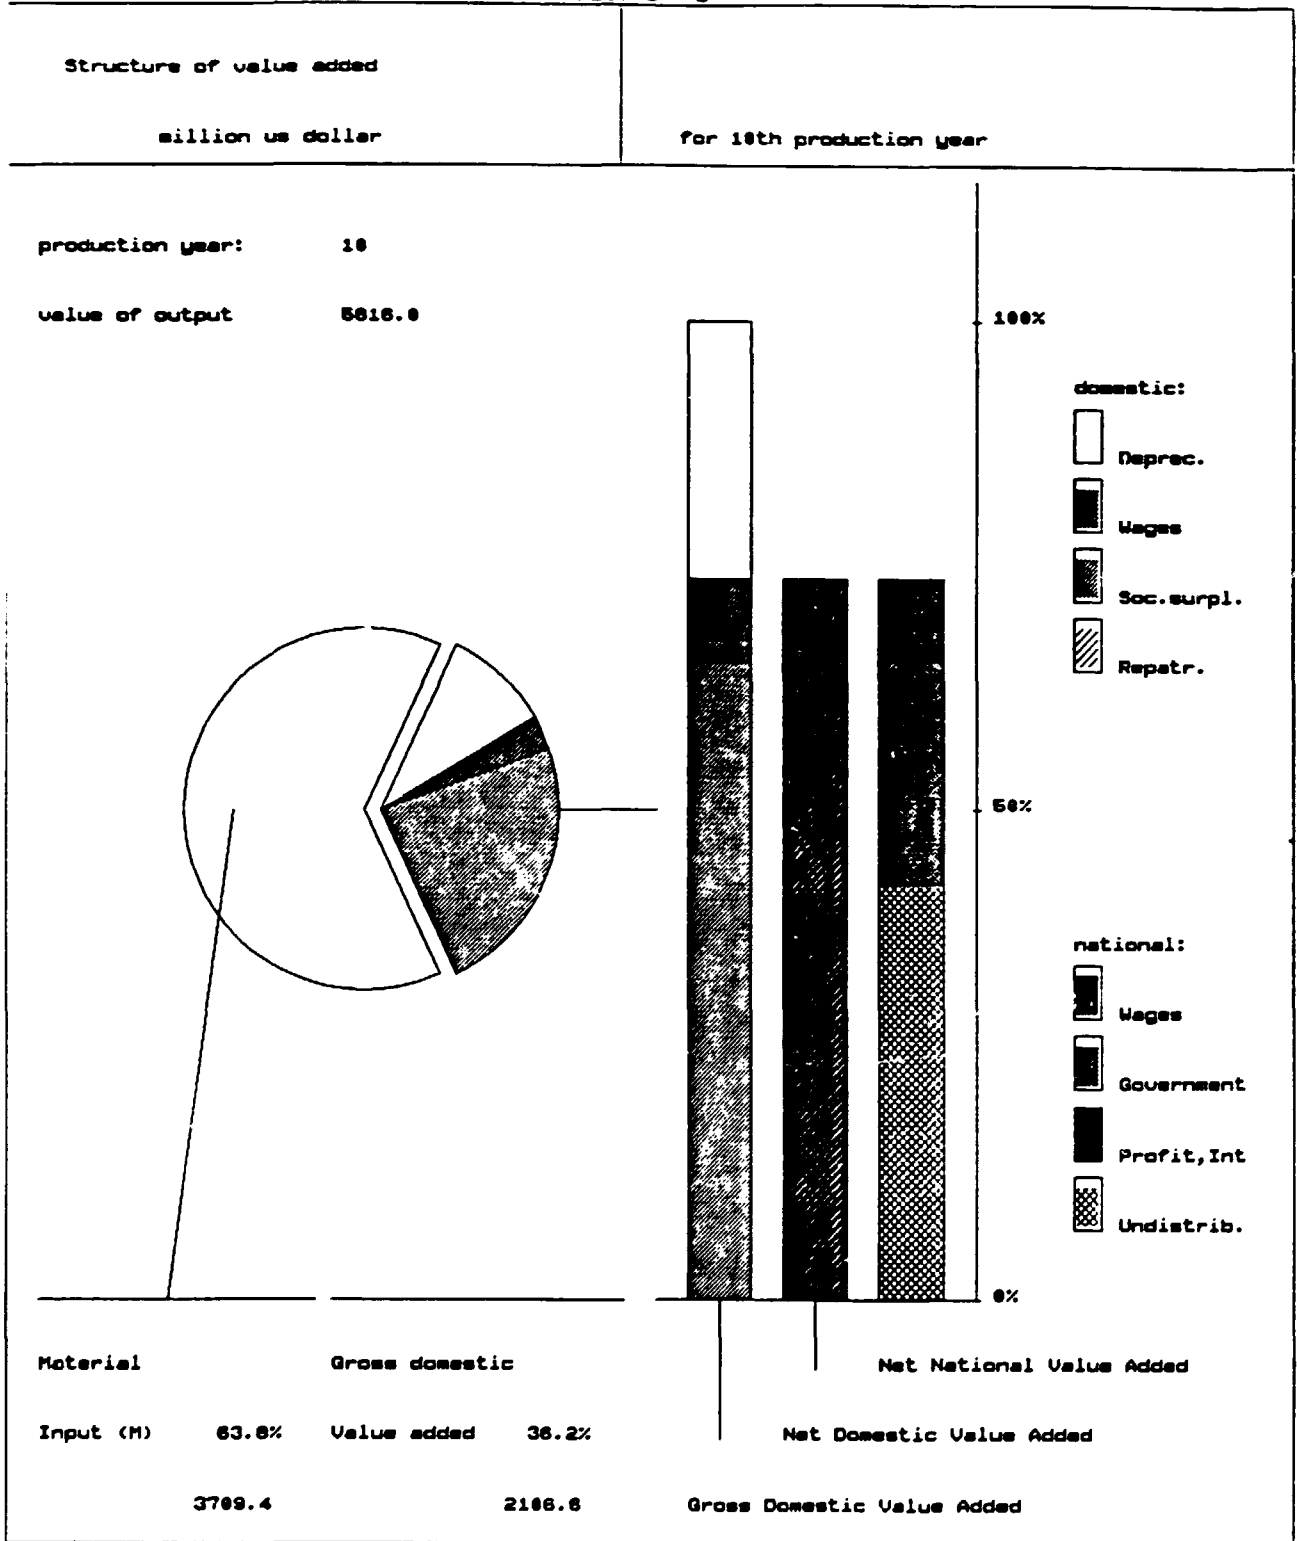 Structure of value added
million us dollar
for 10th production year
production year: 10
value of output 5816.0
100%
domestic:
Deprec.
Wages
Soc.surpl.
Repatr.
50%
national:
Wages
Government
Profit,Int
Undistrib.
0%
Material Gross domestic Net National Value Added
Input (M) 63.8% Value added 36.2% Net Domestic Value Added
3709.4 2106.6 Gross Domestic Value Added